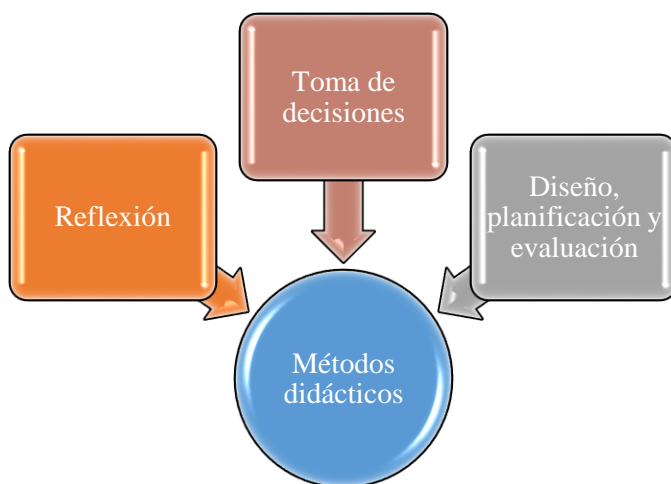 Toma de
decisiones
Reflexión
Diseño,
planificación y
evaluación
Métodos
didácticos